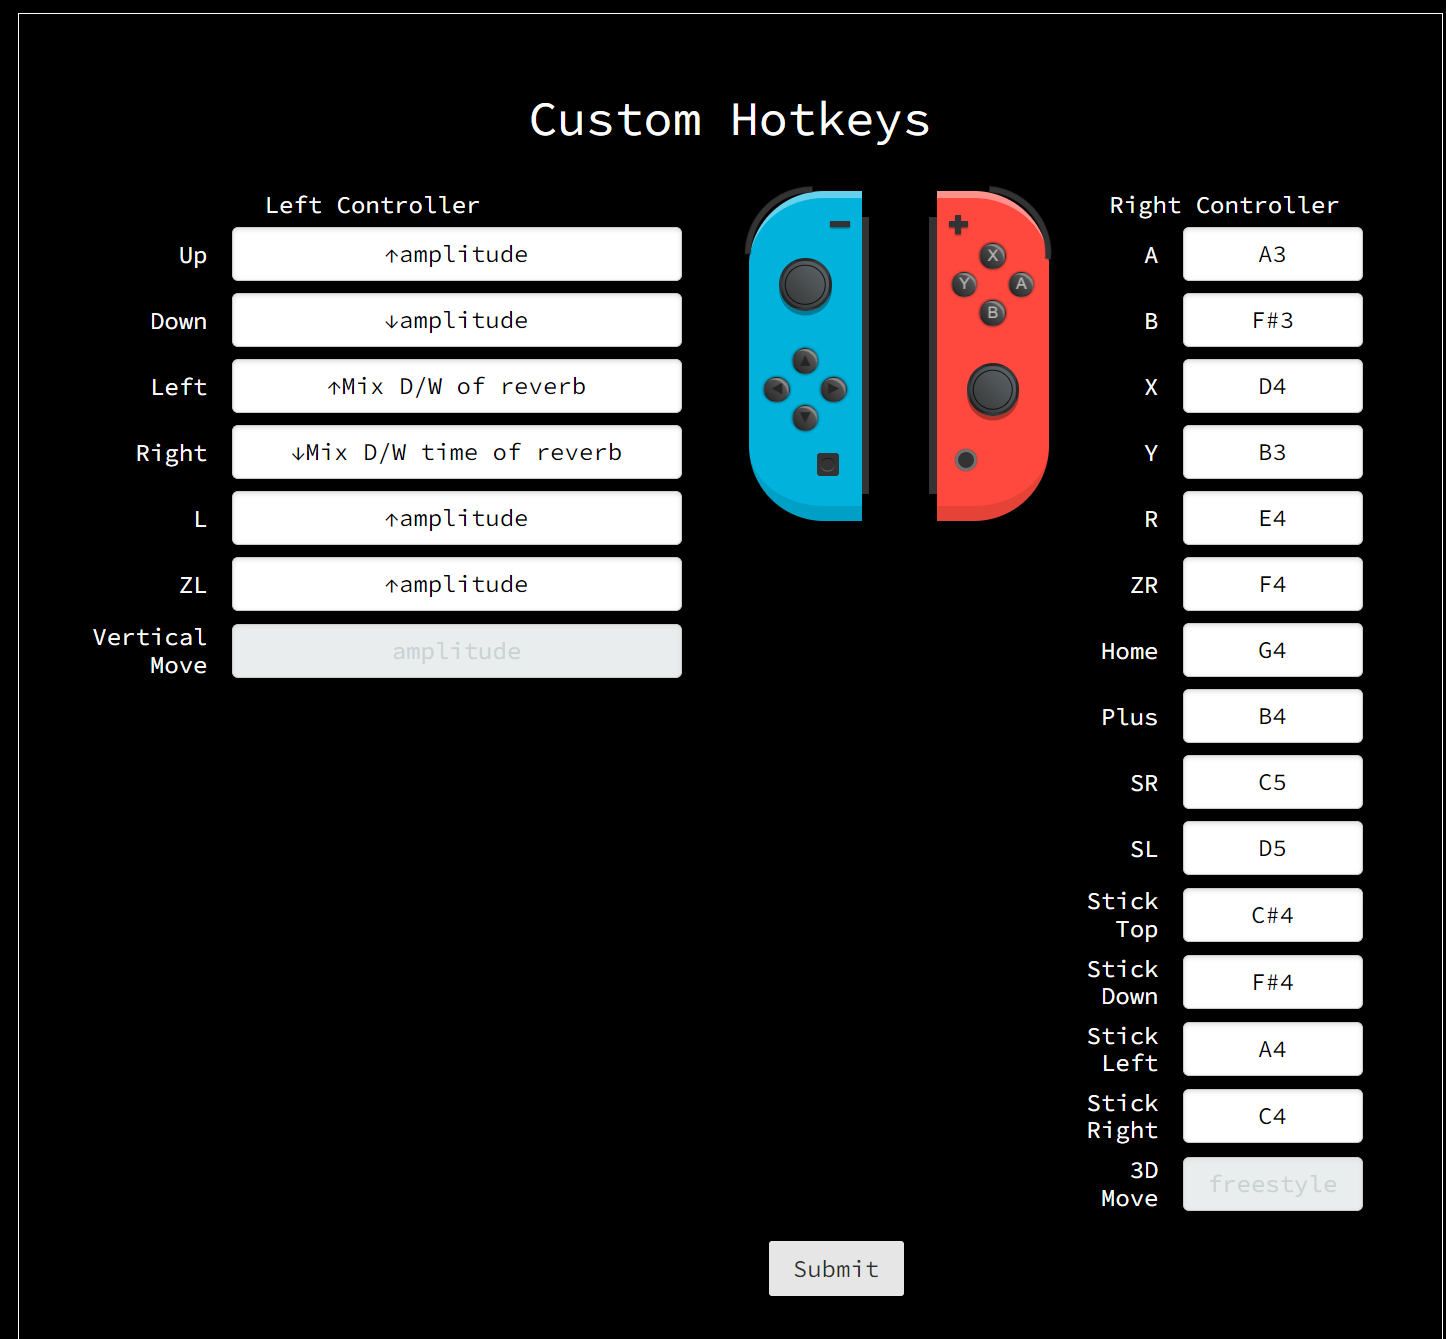 Custom Hotkeys
Left Controller
Up ↑amplitude
Down ↓amplitude
Left ↑Mix D/W of reverb
Right ↓Mix D/W time of reverb
L ↑amplitude
ZL ↑amplitude
Vertical
Move amplitude
X
Y A
B
Right Controller
A A3
B F#3
X D4
Y B3
R E4
ZR F4
Home G4
Plus B4
SR C5
SL D5
Stick
Top C#4
Stick
Down F#4
Stick
Left A4
Stick
Right C4
3D
Move freestyle
Submit